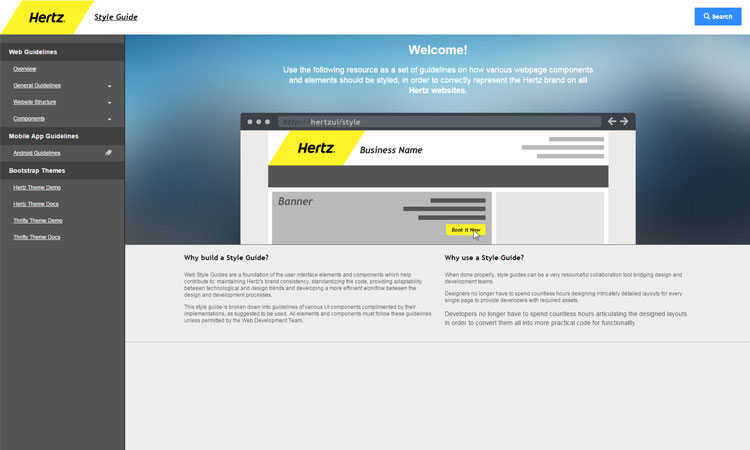 Hertz.
Style Guide
Search
Web Guidelines
Overview
General Guidelines
Website Structure
Components
Mobile App Guidelines
Android Guidelines
Bootstrap Themes
Hertz Theme Demo
Hertz Theme Docs
Thrifty Theme Demo
Thrifty Theme Docs
Welcome!
Use the following resource as a set of guidelines on how various webpage components
and elements should be styled, in order to correctly represent the Hertz brand on all
Hertz websites.
http:// hertzui/style
Hertz.
Business Name
Banner
Book It Now
Why build a Style Guide?
Web Style Guides are a foundation of the user interface elements and components which help
contribute to: maintaining Hertz's brand consistency, standardizing the code, providing adaptability
between technological and design trends and developing a more efficient workflow between the
design and development processes.
This style guide is broken down into guidelines of various UI components complimented by their
implementations, as suggested to be used. All elements and components must follow these guidelines
unless permitted by the Web Development Team.
Why use a Style Guide?
When done properly, style guides can be a very resourceful collaboration tool bridging design and
development teams.
Designers no longer have to spend countless hours designing intricately detailed layouts for every
single page to provide developers with required assets
Developers no longer have to spend countless hours articulating the designed layouts
in order to convert them all into more practical code for functionality.